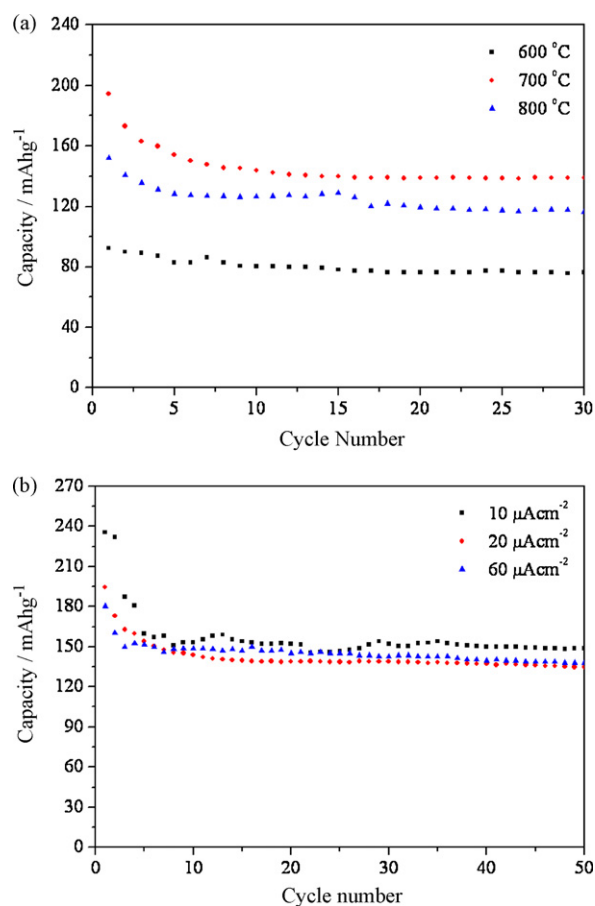 (a)
240
200
160
120
80
40
0
Capacity / mAhg⁻¹
600 °C
700 °C
800 °C
0 5 10 15 20 25 30
Cycle Number
(b)
270
240
210
180
150
135
90
60
30
0
Capacity / mAhg⁻¹
10 μAcm⁻²
20 μAcm⁻²
60 μAcm⁻²
0 10 20 30 40 50
Cycle number